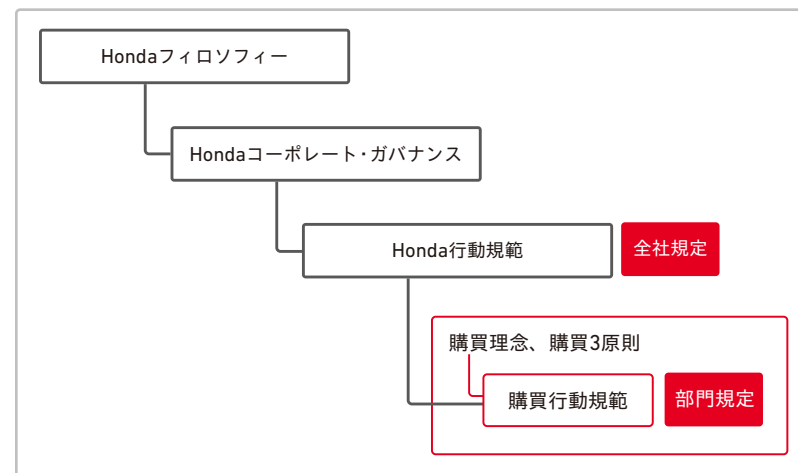 Hondaフィロソフィー
Hondaコーポレート・ガバナンス
Honda行動規範
全社規定
購買理念、購買3原則
購買行動規範
部門規定